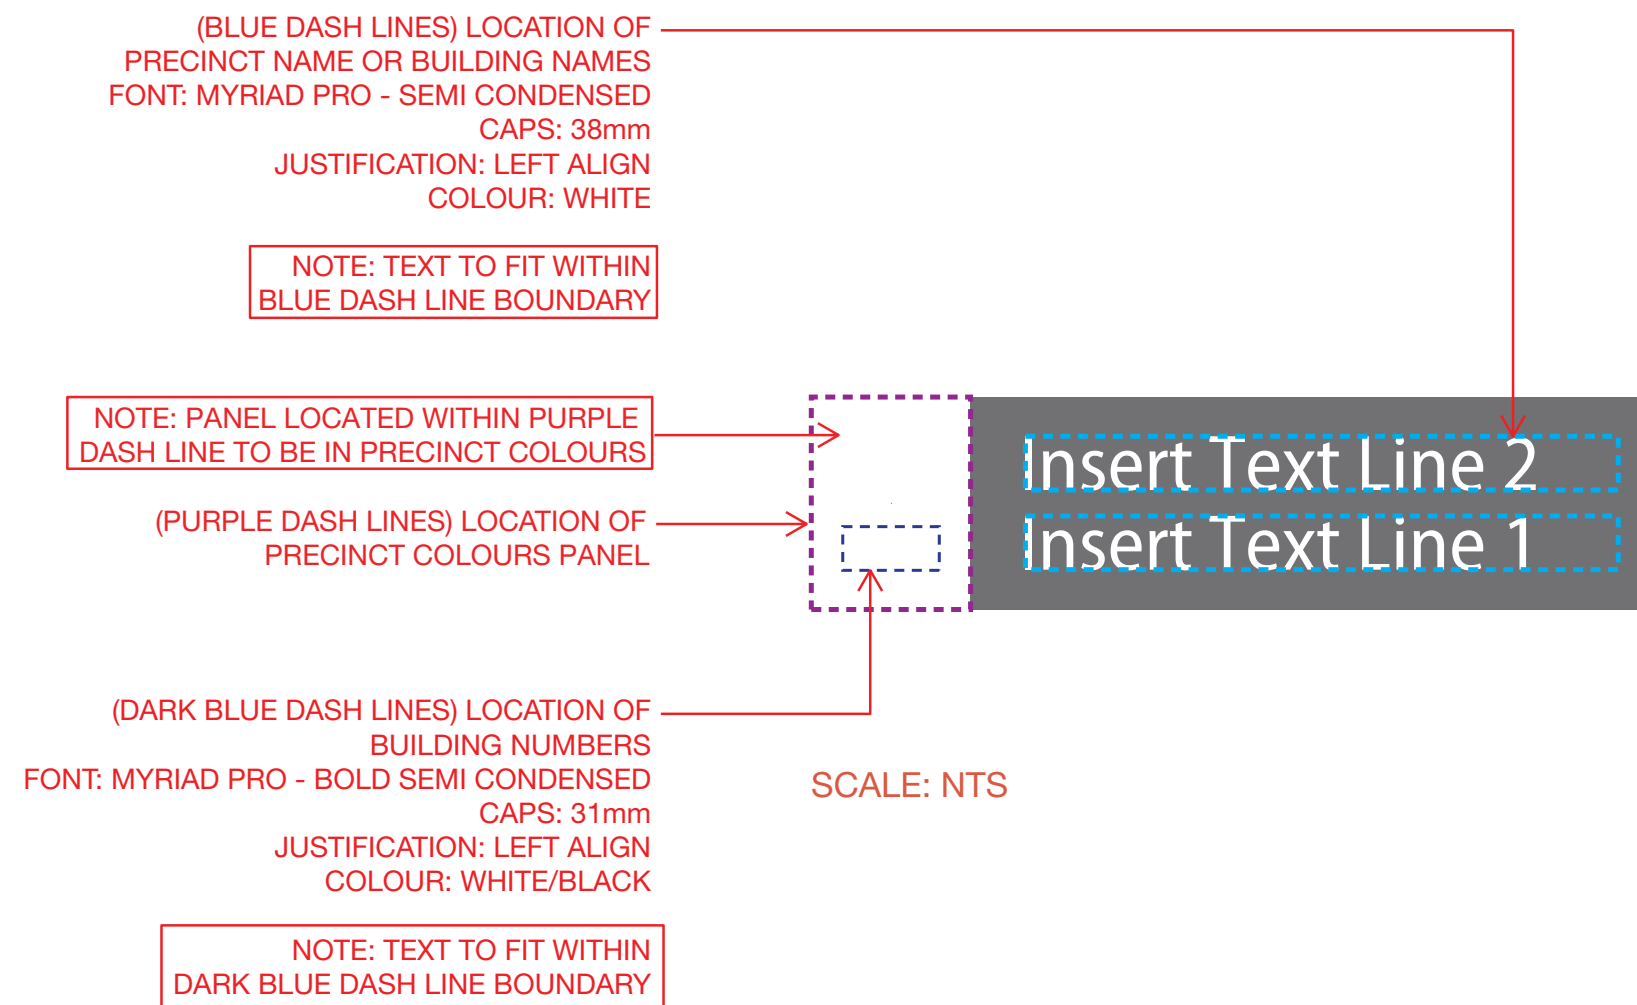 (BLUE DASH LINES) LOCATION OF
PRECINCT NAME OR BUILDING NAMES
FONT: MYRIAD PRO - SEMI CONDENSED
CAPS: 38mm
JUSTIFICATION: LEFT ALIGN
COLOUR: WHITE
NOTE: TEXT TO FIT WITHIN
BLUE DASH LINE BOUNDARY
NOTE: PANEL LOCATED WITHIN PURPLE
DASH LINE TO BE IN PRECINCT COLOURS
(PURPLE DASH LINES) LOCATION OF
PRECINCT COLOURS PANEL
Insert Text Line 2
Insert Text Line 1
(DARK BLUE DASH LINES) LOCATION OF
BUILDING NUMBERS
FONT: MYRIAD PRO - BOLD SEMI CONDENSED
CAPS: 31mm
JUSTIFICATION: LEFT ALIGN
COLOUR: WHITE/BLACK
SCALE: NTS
NOTE: TEXT TO FIT WITHIN
DARK BLUE DASH LINE BOUNDARY